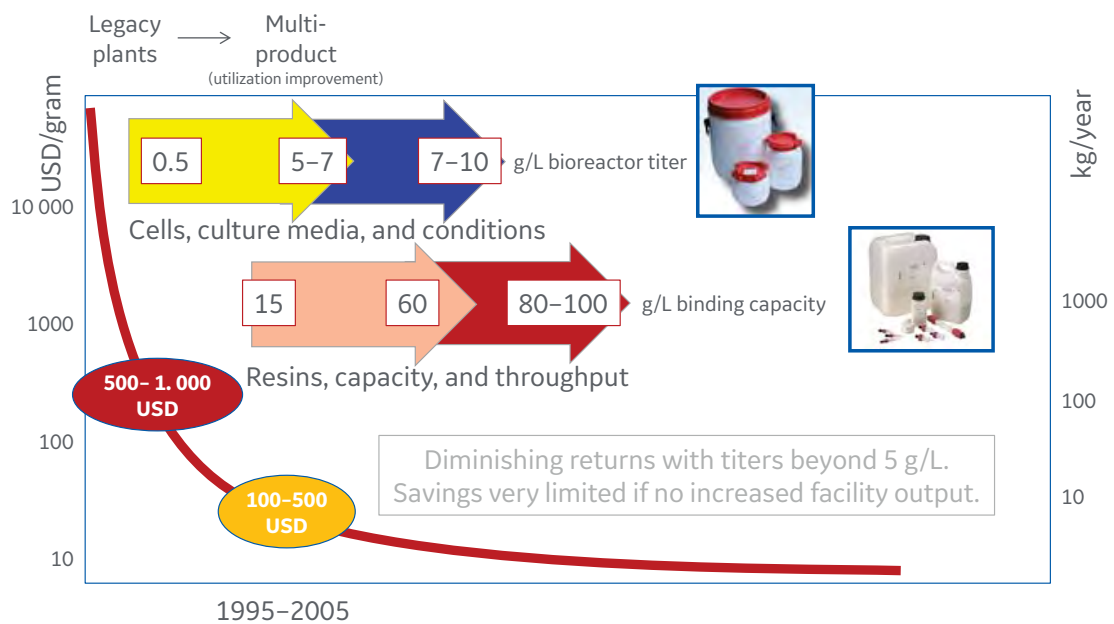 Legacy plants
Multi-product
(utilization improvement)
USD/gram
kg/year
0.5
5–7
7–10
g/L bioreactor titer
10 000
Cells, culture media, and conditions
15
60
80–100
g/L binding capacity
1000
1000
Resins, capacity, and throughput
500– 1. 000
USD
100
100
Diminishing returns with titers beyond 5 g/L.
Savings very limited if no increased facility output.
100–500
USD
10
10
1995–2005